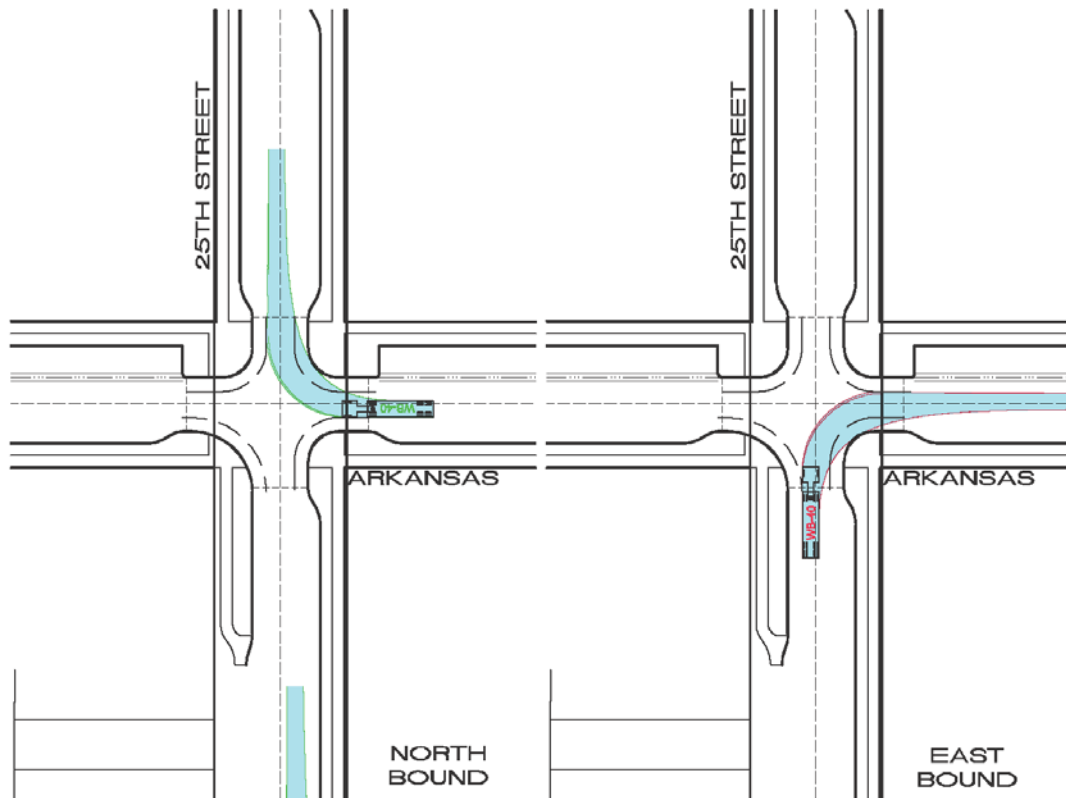 25TH STREET
WB-40
ARKANSAS
NORTH
BOUND
25TH STREET
ARKANSAS
WB-40
EAST
BOUND